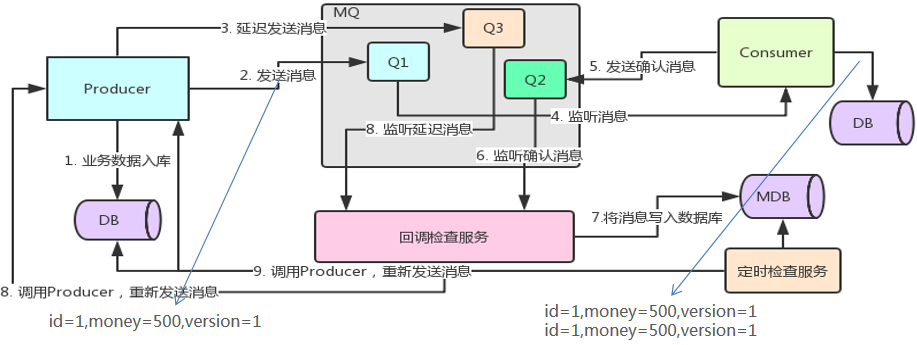 MQ
3. 延迟发送消息
Q3
Consumer
2. 发送消息
Q1
5. 发送确认消息
Producer
Q2
4. 监听消息
DB
8. 监听延迟消息
1. 业务数据入库
6. 监听确认消息
MDB
DB
7.将消息写入数据库
回调检查服务
9. 调用Producer，重新发送消息
定时检查服务
8. 调用Producer，重新发送消息
id=1,money=500,version=1
id=1,money=500,version=1
id=1,money=500,version=1